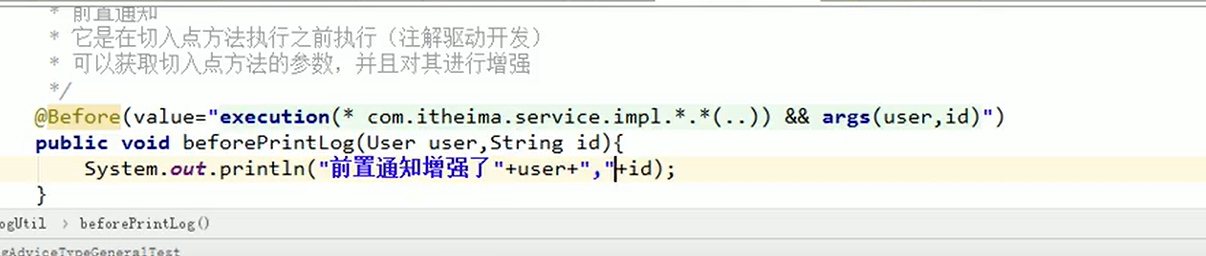 * 前置通知
* 它是在切入点方法执行之前执行（注解驱动开发）
* 可以获取切入点方法的参数，并且对其进行增强
*/
@Before(value="execution(* com.itheima.service.impl.*.*(..)) && args(user,id)")
public void beforePrintLog(User user,String id){
System.out.println("前置通知增强了"+user+","+id);
}
ogUtil > beforePrintLog()
gAdviceTypeGeneralTest